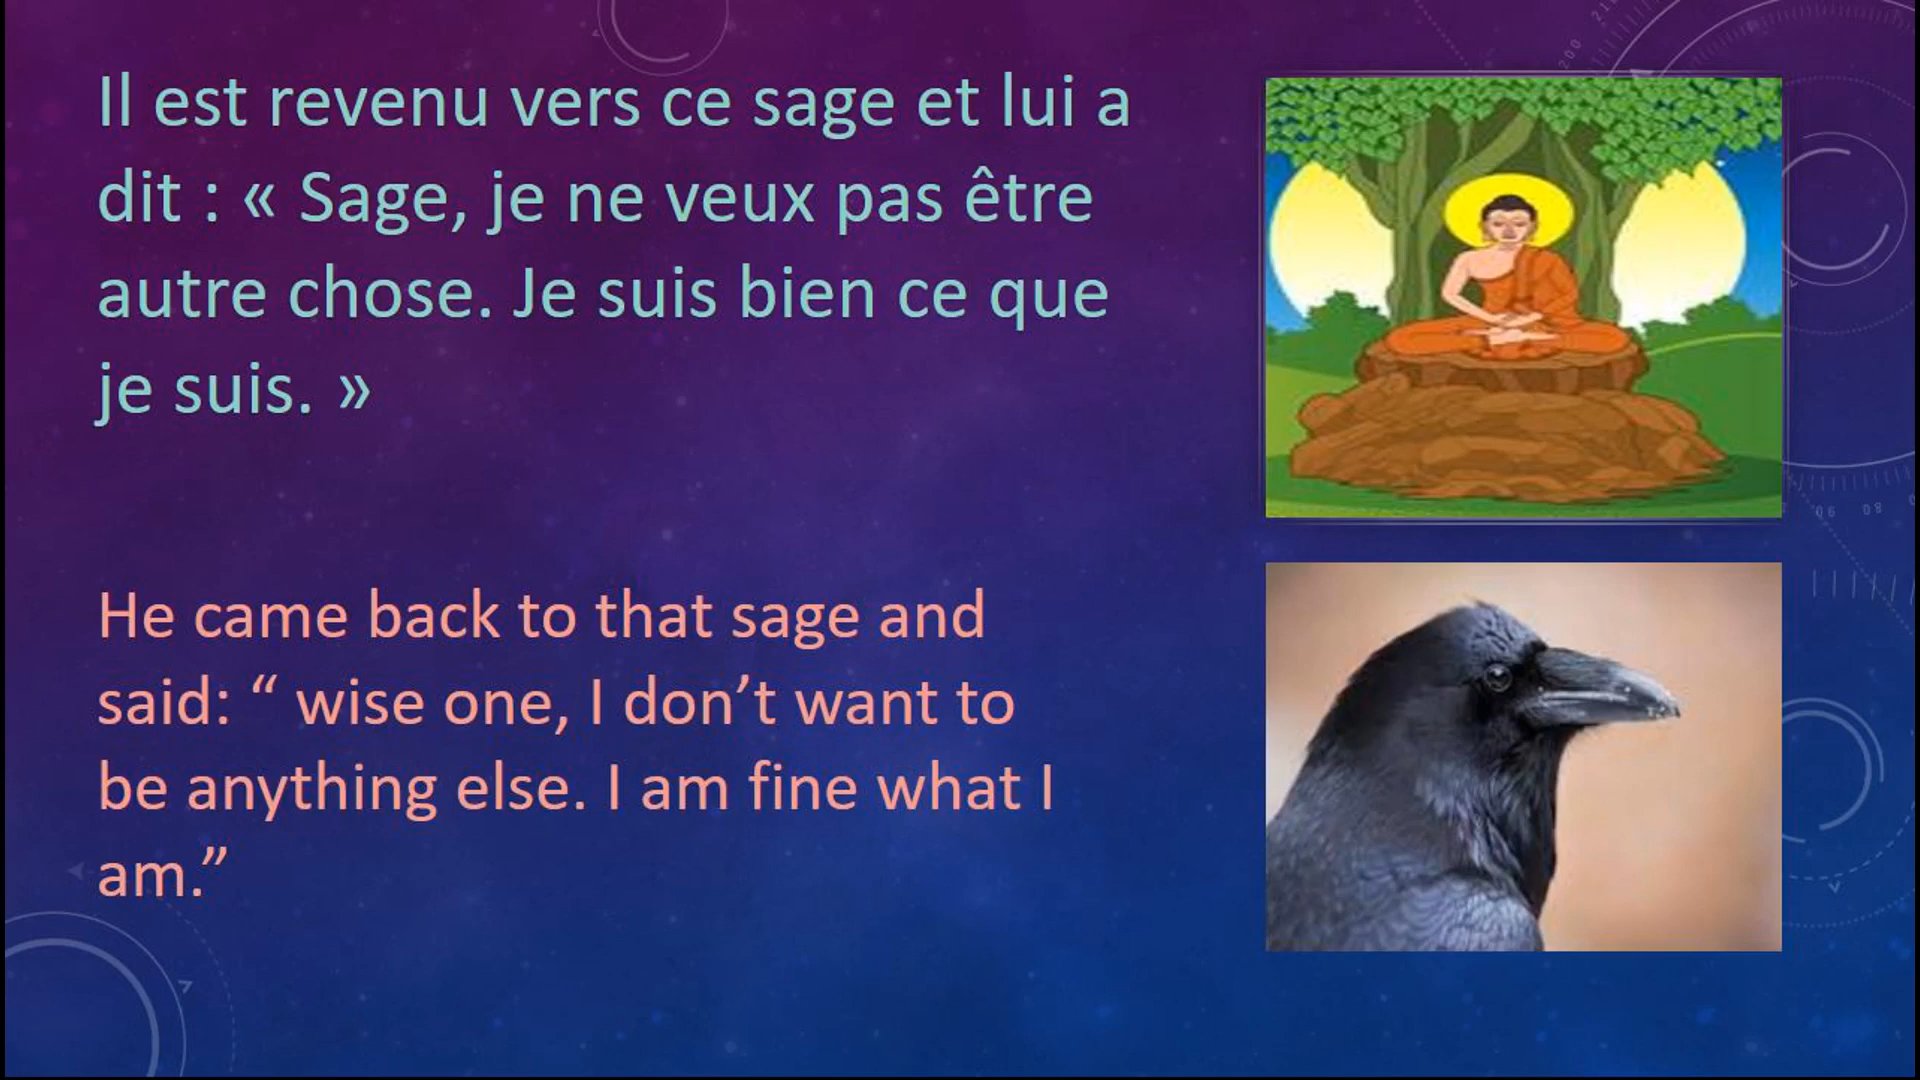 Il est revenu vers ce sage et lui a
dit : « Sage, je ne veux pas être
autre chose. Je suis bien ce que
je suis. »
He came back to that sage and
said: “ wise one, I don’t want to
be anything else. I am fine what I
am.”